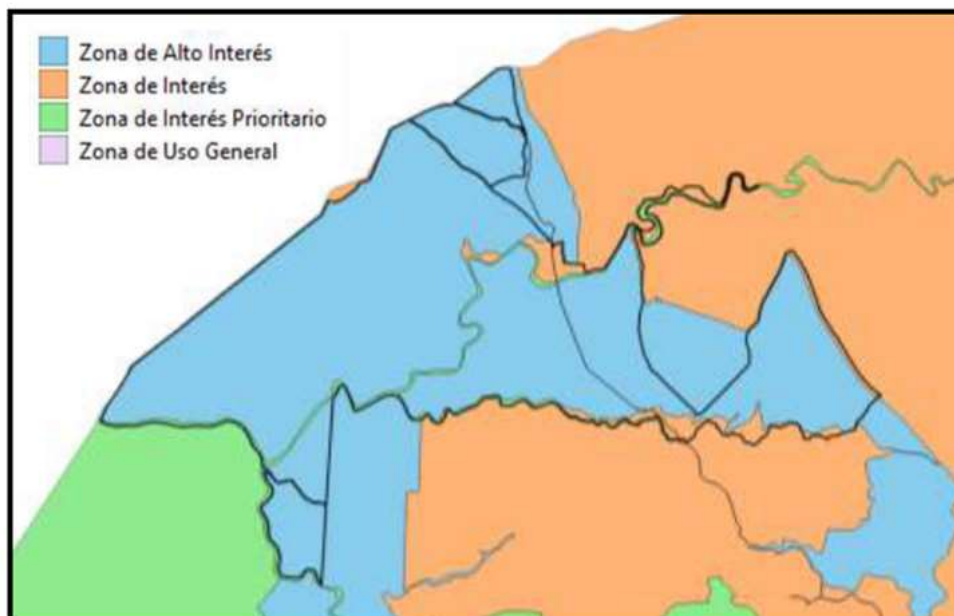 Zona de Alto Interés
Zona de Interés
Zona de Interés Prioritario
Zona de Uso General